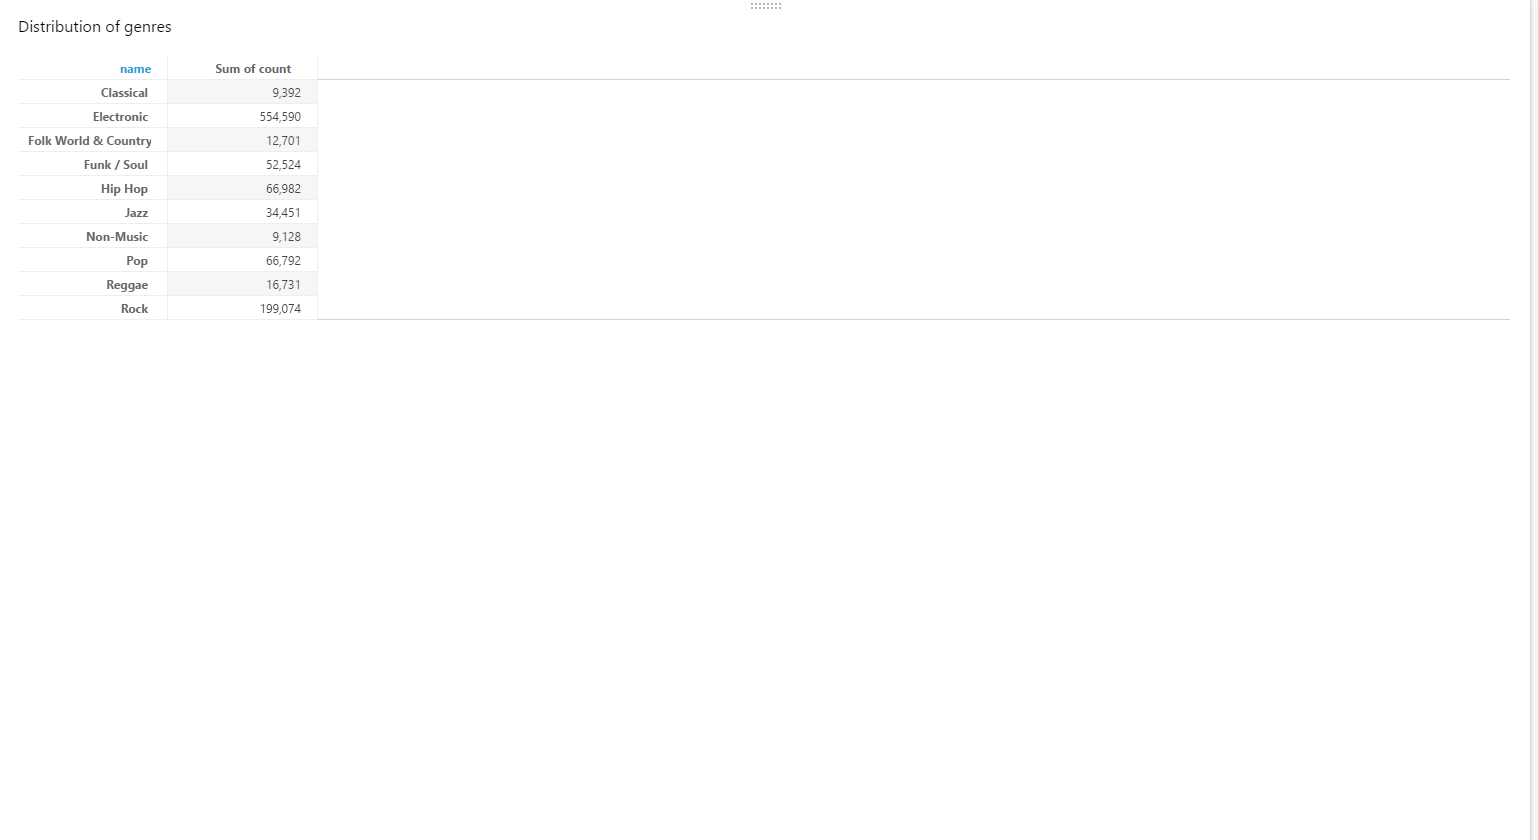 Distribution of genres
name Sum of count
Classical 9,392
Electronic 554,590
Folk World & Country 12,701
Funk / Soul 52,524
Hip Hop 66,982
Jazz 34,451
Non-Music 9,128
Pop 66,792
Reggae 16,731
Rock 199,074